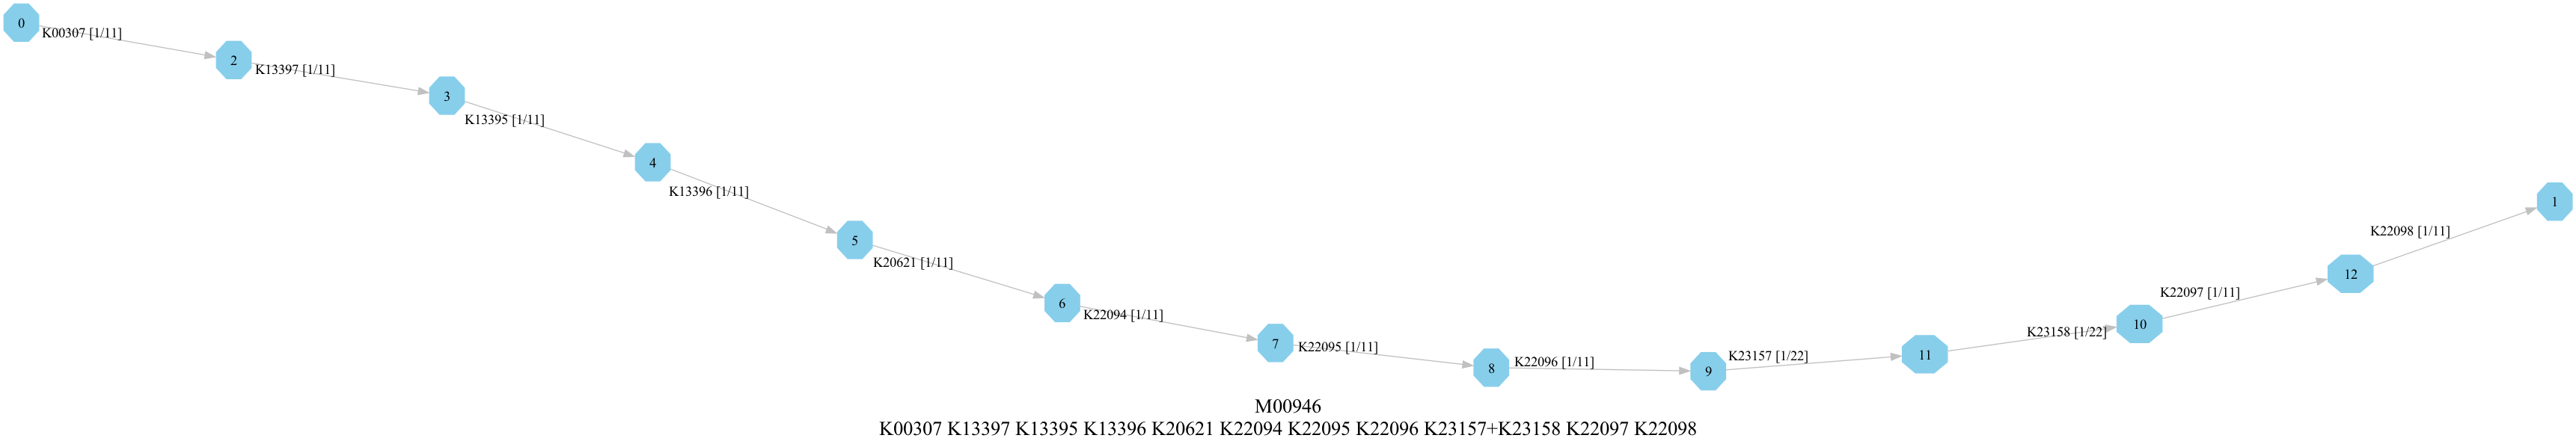 0
K00307 [1/11]
2
K13397 [1/11]
3
K13395 [1/11]
4
K13396 [1/11]
5
K20621 [1/11]
6
K22094 [1/11]
7
K22095 [1/11]
8
K22096 [1/11]
9
K23157 [1/22]
11
K23158 [1/22]
10
K22097 [1/11]
12
K22098 [1/11]
1
M00946
K00307 K13397 K13395 K13396 K20621 K22094 K22095 K22096 K23157+K23158 K22097 K22098